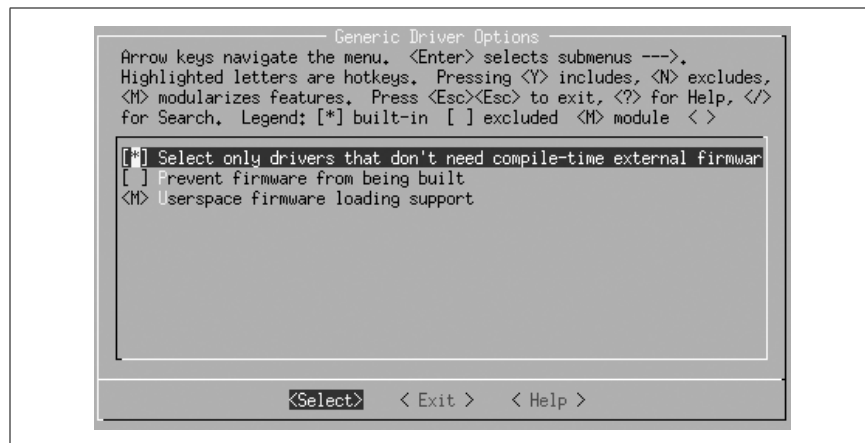 Generic Driver Options
Arrow keys navigate the menu. <Enter> selects submenus --->.
Highlighted letters are hotkeys. Pressing <Y> includes, <N> excludes,
<M> modularizes features. Press <Esc><Esc> to exit, <?> for Help, </>
for Search. Legend: [*] built-in [ ] excluded <M> module < >
[*] Select only drivers that don't need compile-time external firmwar
[ ] Prevent firmware from being built
<M> Userspace firmware loading support
<Select> < Exit > < Help >